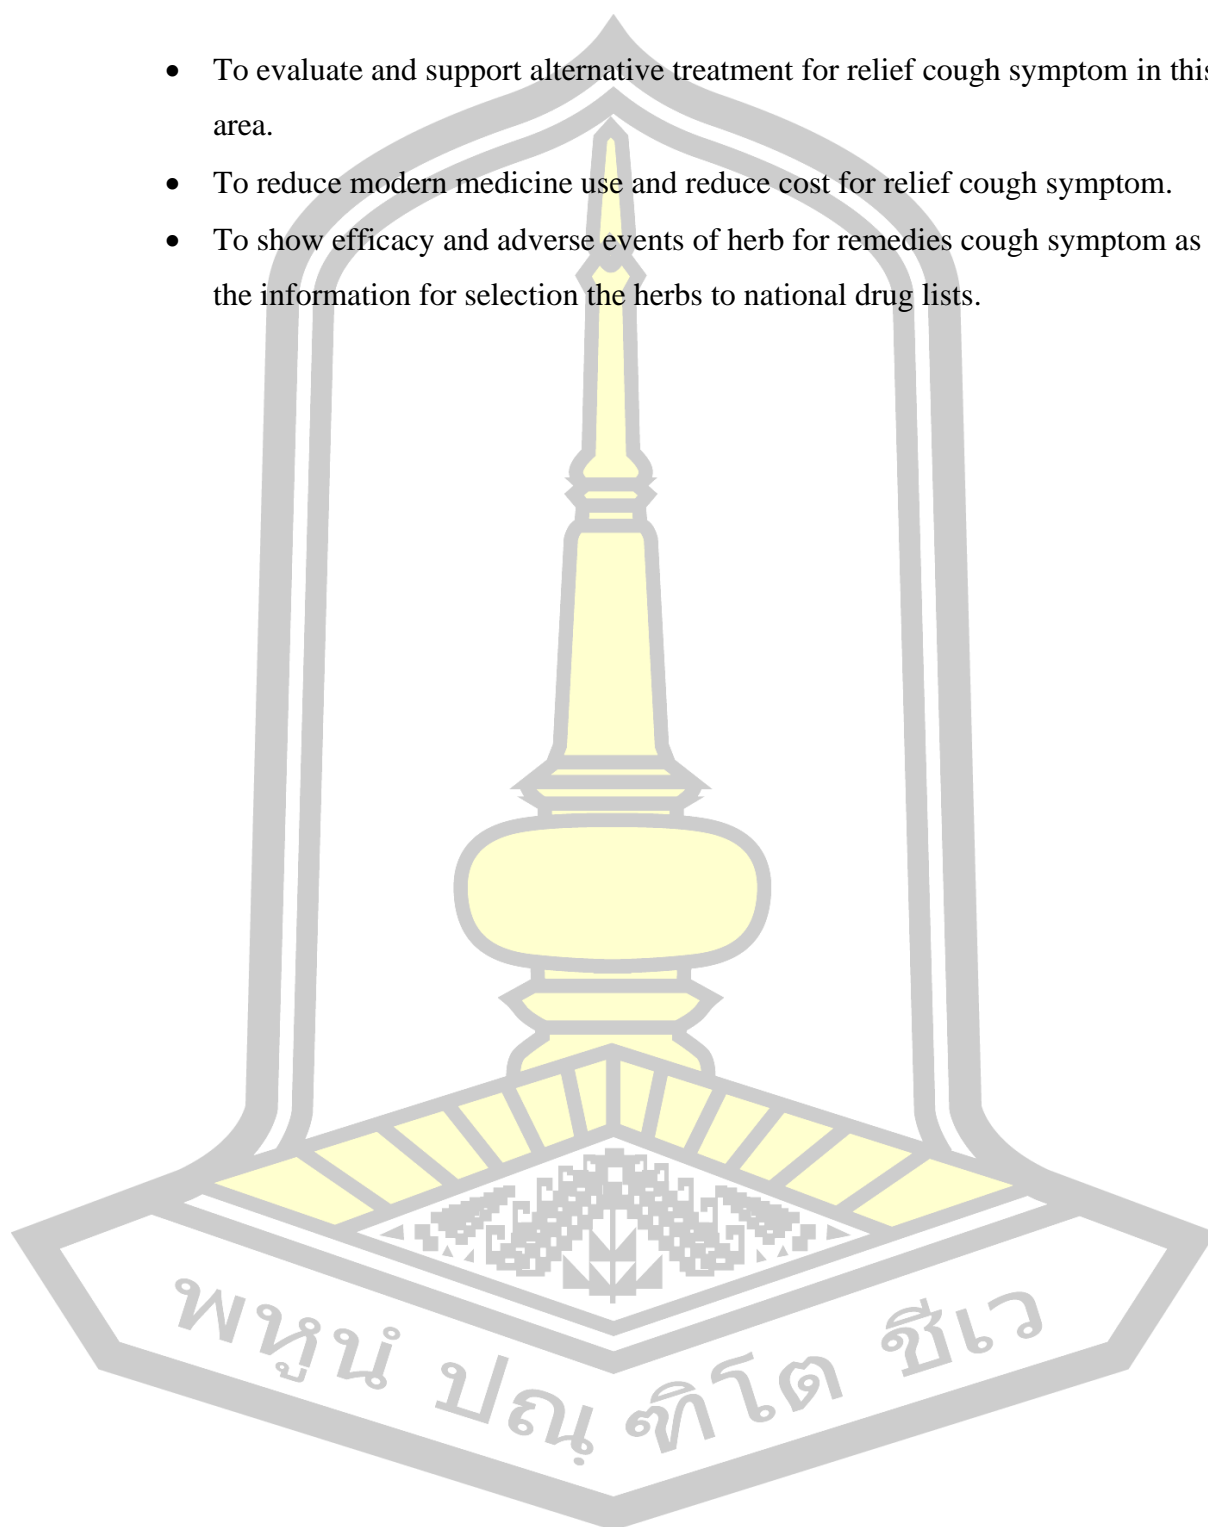 • To evaluate and support alternative treatment for relief cough symptom in this
area.
• To reduce modern medicine use and reduce cost for relief cough symptom.
• To show efficacy and adverse events of herb for remedies cough symptom as
the information for selection the herbs to national drug lists.
พหูนํ ปณฺฑิโต ชีเว